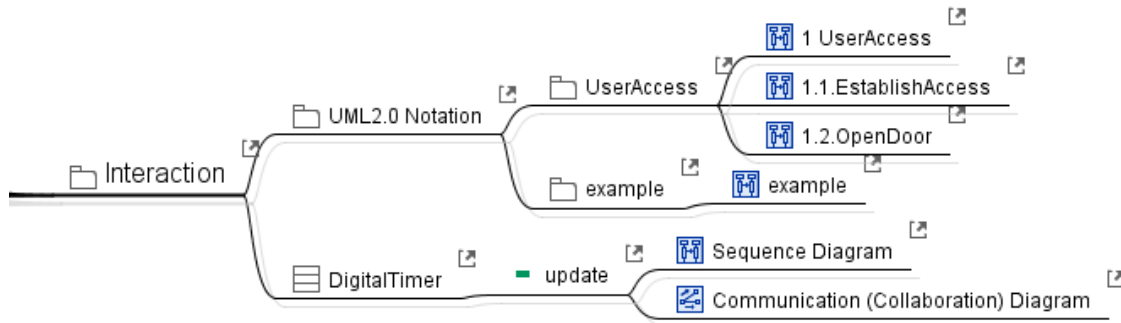 Interaction
UML2.0 Notation
UserAccess
1 UserAccess
1.1.EstablishAccess
1.2.OpenDoor
example
example
DigitalTimer
update
Sequence Diagram
Communication (Collaboration) Diagram